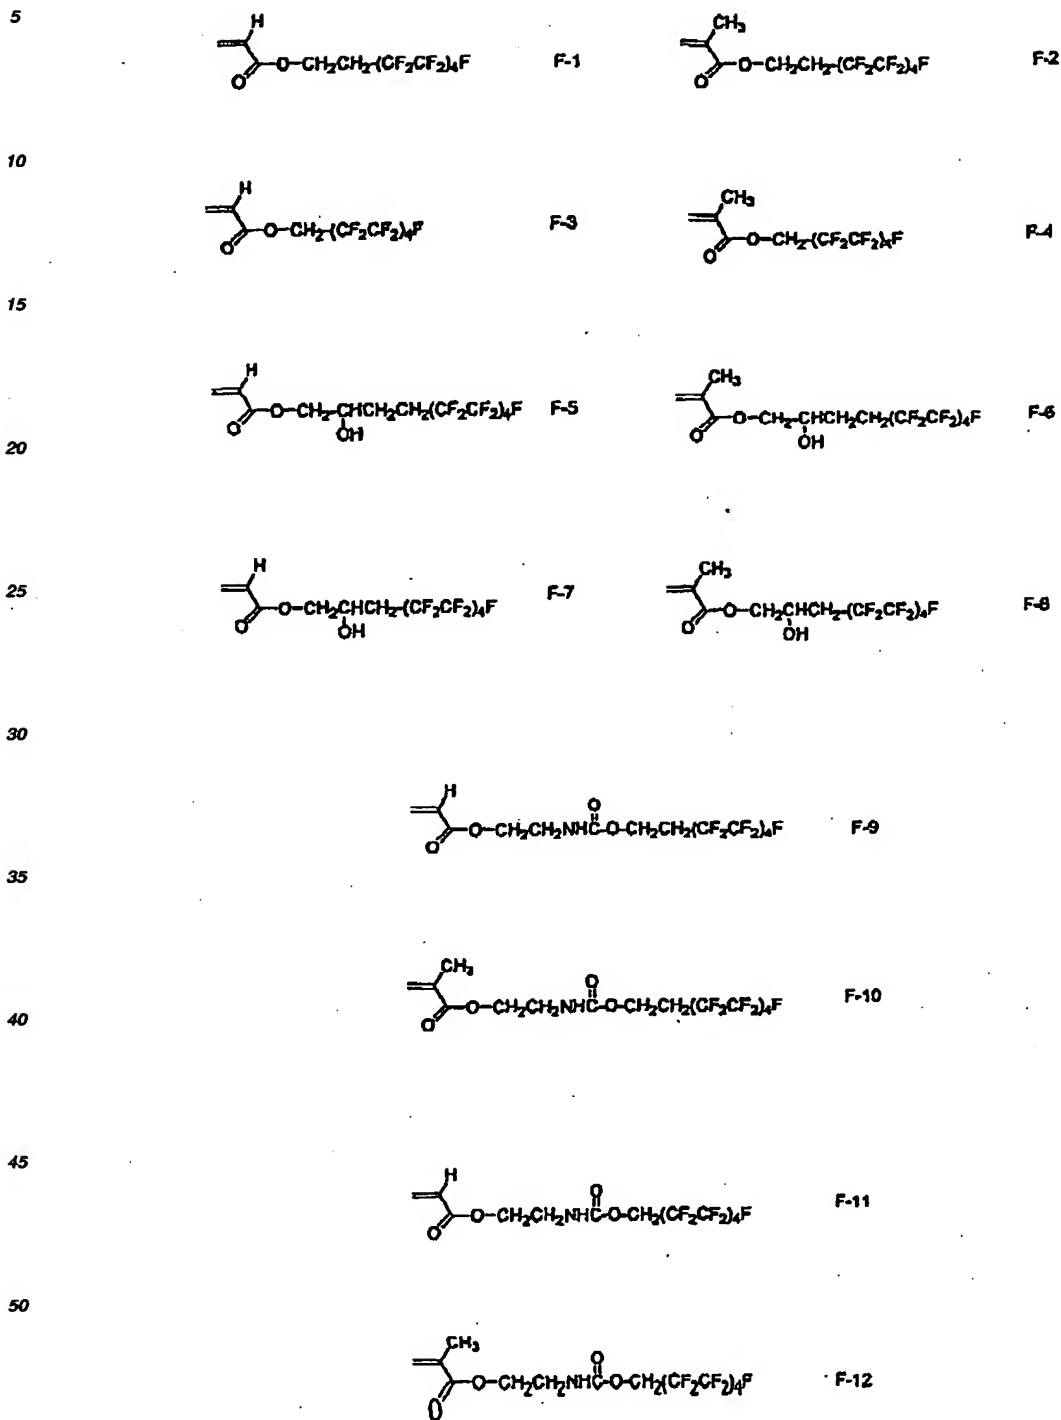 5
H
O O–CH₂CH₂–(CF₂CF₂)₄F F-1
CH₃
O O–CH₂CH₂–(CF₂CF₂)₄F F-2
10
H
O O–CH₂–(CF₂CF₂)₄F F-3
CH₃
O O–CH₂–(CF₂CF₂)₄F F-4
15
H
O O–CH₂–CHCH₂CH₂(CF₂CF₂)₄F F-5
OH
CH₃
O O–CH₂–CHCH₂CH₂(CF₂CF₂)₄F F-6
OH
20
25
H
O O–CH₂CHCH₂–(CF₂CF₂)₄F F-7
OH
CH₃
O O–CH₂CHCH₂–(CF₂CF₂)₄F F-8
OH
30
H O
O O–CH₂CH₂NHC–O–CH₂CH₂(CF₂CF₂)₄F F-9
35
CH₃ O
O O–CH₂CH₂NHC–O–CH₂CH₂(CF₂CF₂)₄F F-10
40
45
H O
O O–CH₂CH₂NHC–O–CH₂(CF₂CF₂)₄F F-11
50
CH₃ O
O O–CH₂CH₂NHC–O–CH₂(CF₂CF₂)₄F F-12